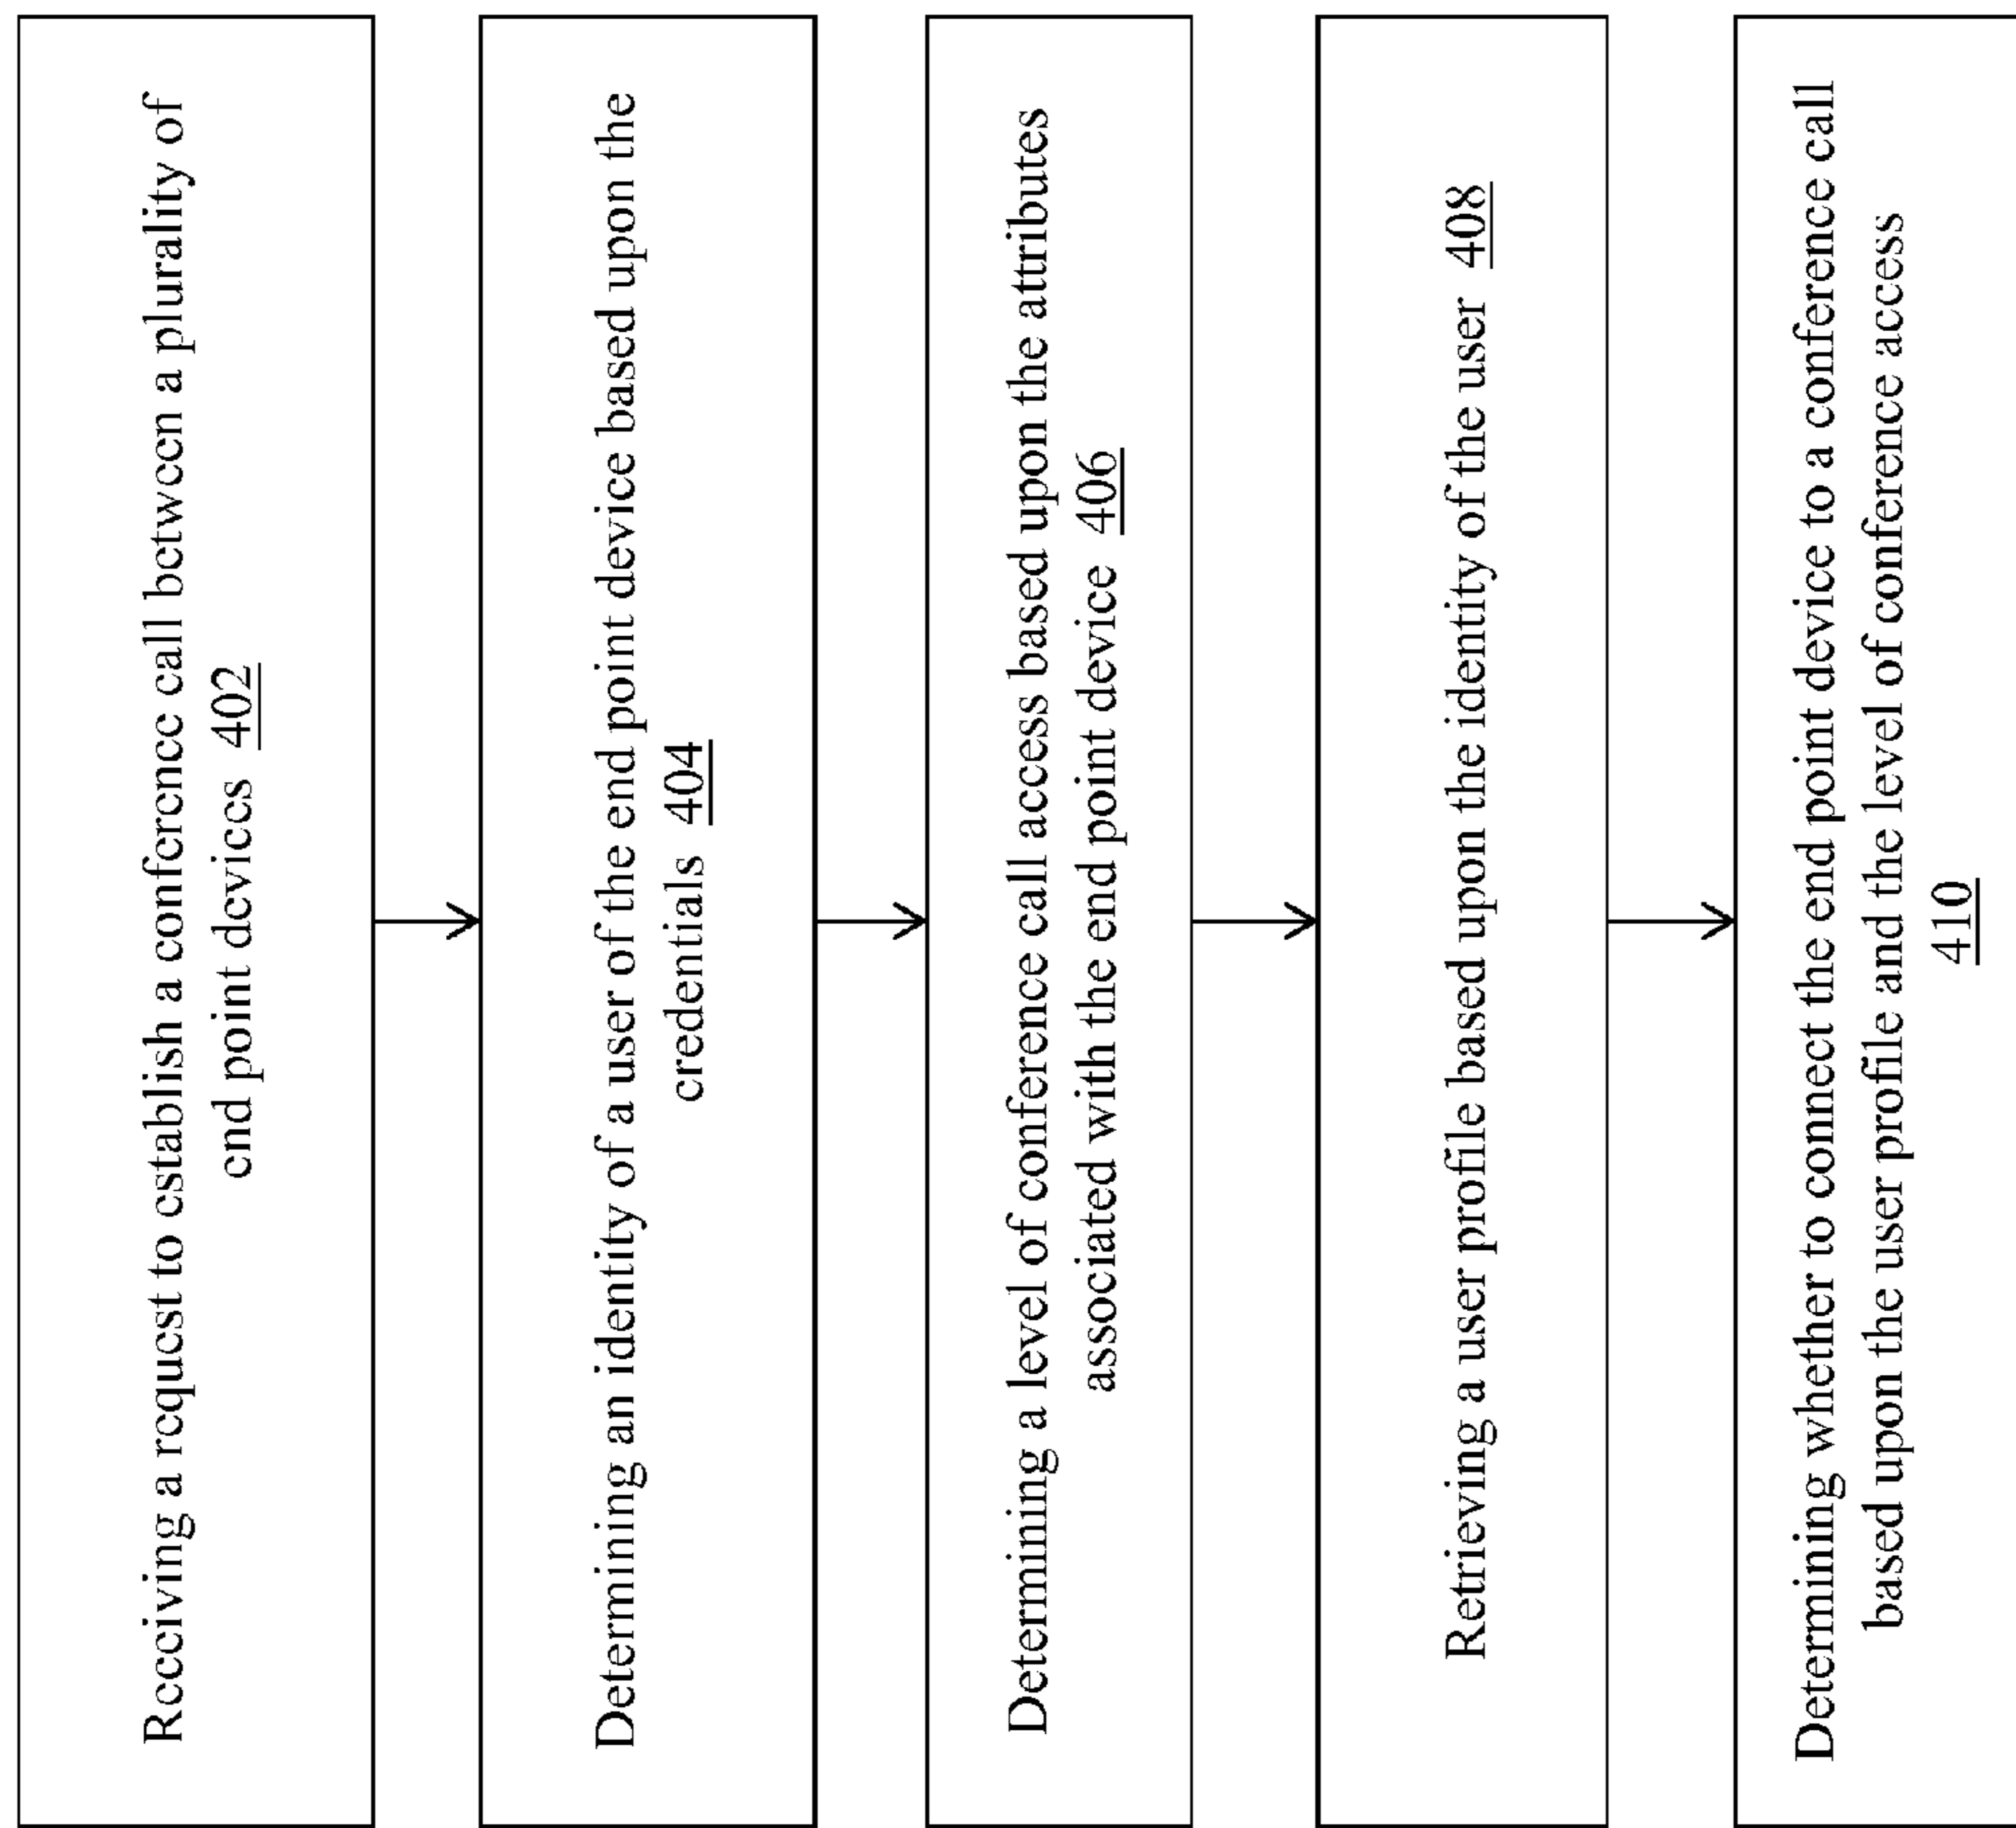 Receiving a request to establish a conference call between a plurality of
end point devices 402
Determining an identity of a user of the end point device based upon the
credentials 404
Determining a level of conference call access based upon the attributes
associated with the end point device 406
Retrieving a user profile based upon the identity of the user 408
Determining whether to connect the end point device to a conference call
based upon the user profile and the level of conference access
410